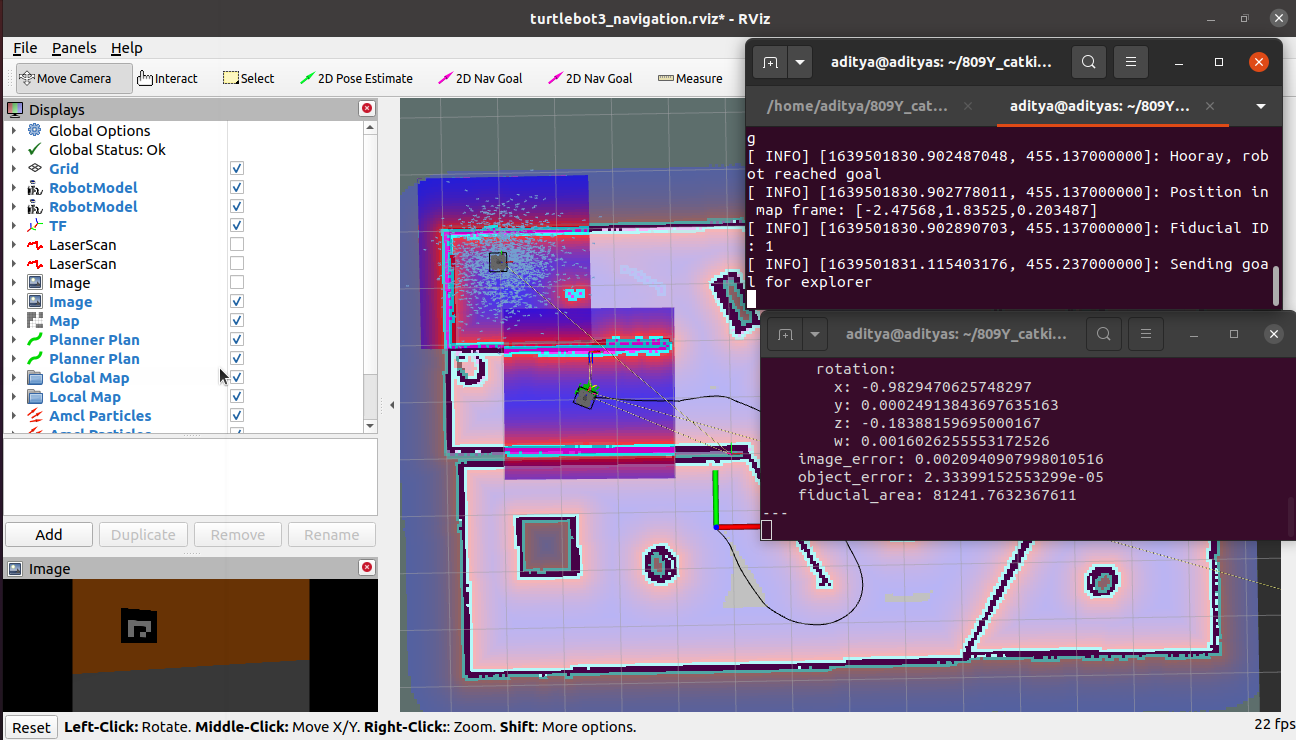 turtlebot3_navigation.rviz* - RViz
File Panels Help
Move Camera Interact Select 2D Pose Estimate 2D Nav Goal 2D Nav Goal Measure
Displays
Global Options
Global Status: Ok
Grid
RobotModel
RobotModel
TF
LaserScan
LaserScan
Image
Image
Map
Planner Plan
Planner Plan
Global Map
Local Map
Amcl Particles
Amcl Particles
Add Duplicate Remove Rename
Image
Reset Left-Click: Rotate. Middle-Click: Move X/Y. Right-Click:: Zoom. Shift: More options.
22 fps
aditya@adityas: ~/809Y_catki...
/home/aditya/809Y_cat... aditya@adityas: ~/809Y...
g
[ INFO] [1639501830.902487048, 455.137000000]: Hooray, rob
ot reached goal
[ INFO] [1639501830.902778011, 455.137000000]: Position in
map frame: [-2.47568,1.83525,0.203487]
[ INFO] [1639501830.902890703, 455.137000000]: Fiducial ID
: 1
[ INFO] [1639501831.115403176, 455.237000000]: Sending goa
l for explorer
aditya@adityas: ~/809Y_catki...
rotation:
x: -0.9829470625748297
y: 0.00024913843697635163
z: -0.18388159695000167
w: 0.0016026255553172526
image_error: 0.0020940907998010516
object_error: 2.33399152553299e-05
fiducial_area: 81241.7632367611
---